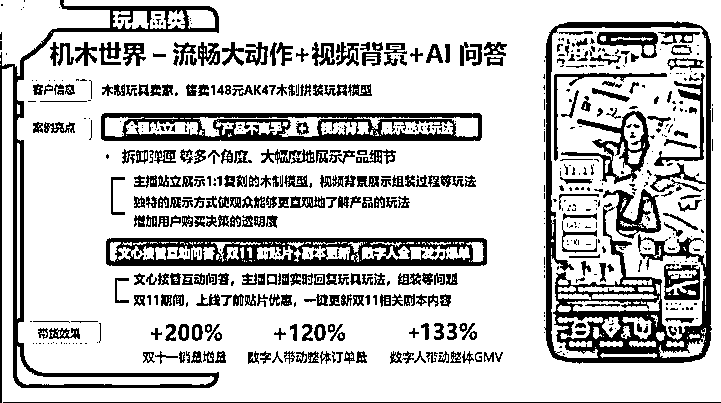 玩具品类
机木世界 – 流畅大动作+视频背景+AI 问答
客户信息
木制玩具卖家，售卖148元AK47木制拼装玩具模型
案例亮点
全程站立直播，“产品不离手” + 视频背景，展示游戏玩法
• 拆卸弹匣 等多个角度、大幅度地展示产品细节
主播站立展示1:1复刻的木制模型，视频背景展示组装过程等玩法
独特的展示方式使观众能够更直观地了解产品的玩法
增加用户购买决策的透明度
文心接管互动问答，双11 前贴片+剧本更新，数字人全面发力爆单
文心接管互动问答，主播口播实时回复玩具玩法，组装等问题
双11期间，上线了前贴片优惠，一键更新双11相关剧本内容
带货效果
+200%
+120%
+133%
双十一销量增量
数字人带动整体订单量
数字人带动整体GMV